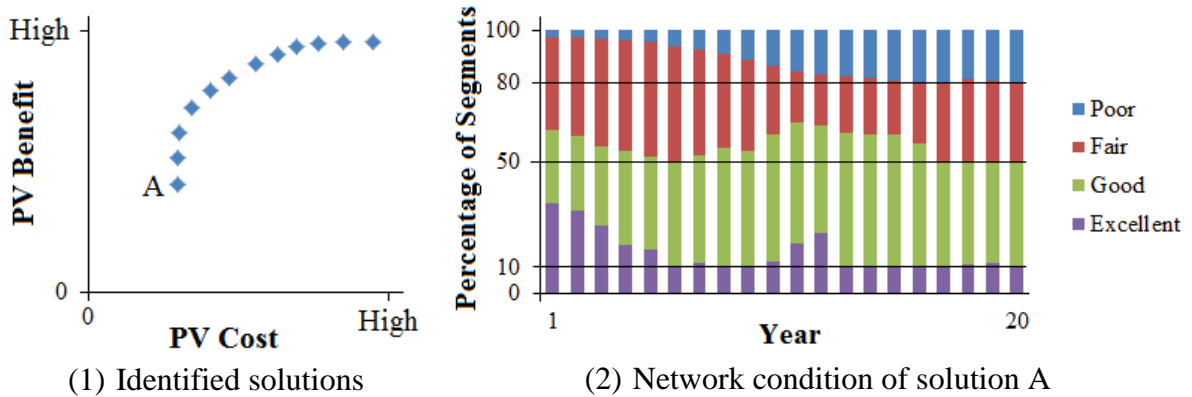 High
PV Benefit
A
0
0
High
PV Cost
(1) Identified solutions
Percentage of Segments
100
80
50
10
0
1
20
Year
Poor
Fair
Good
Excellent
(2) Network condition of solution A